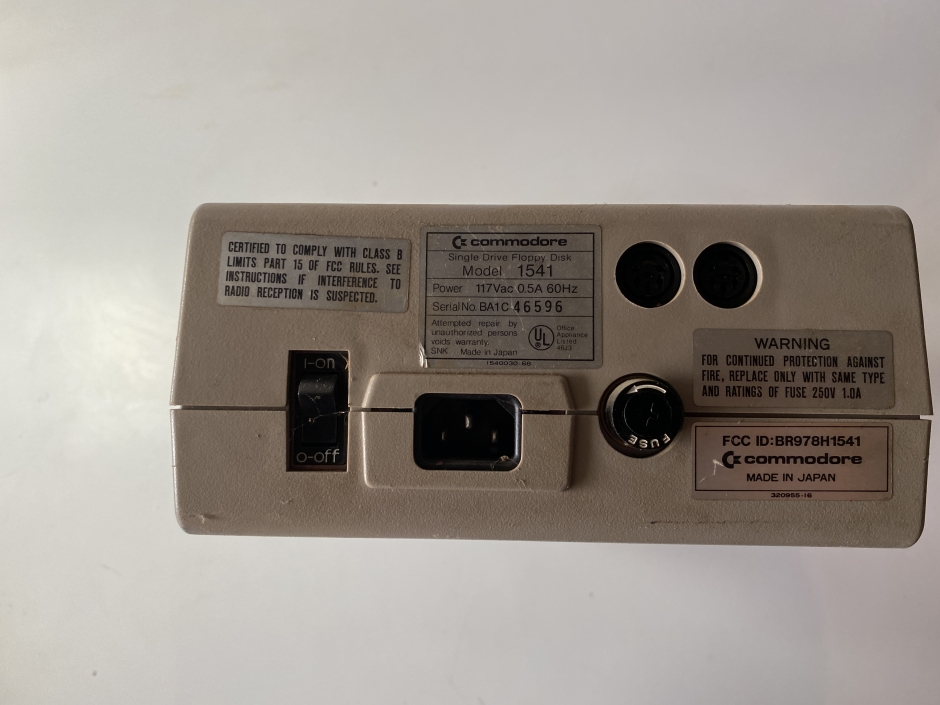 CERTIFIED TO COMPLY WITH CLASS B
LIMITS PART 15 OF FCC RULES. SEE
INSTRUCTIONS IF INTERFERENCE TO
RADIO RECEPTION IS SUSPECTED.
commodore
Single Drive Floppy Disk
Model 1541
Power 117Vac 0.5A 60Hz
Serial No. BA1C 46596
Attempted repair by
unauthorized persons
voids warranty.
SNK Made in Japan
UL
Office
Appliance
Listed
1540030-60
WARNING
FOR CONTINUED PROTECTION AGAINST
FIRE, REPLACE ONLY WITH SAME TYPE
AND RATINGS OF FUSE 250V 1.0A
I-on
o-off
FUSE
FCC ID:BR978H1541
commodore
MADE IN JAPAN
320955-16